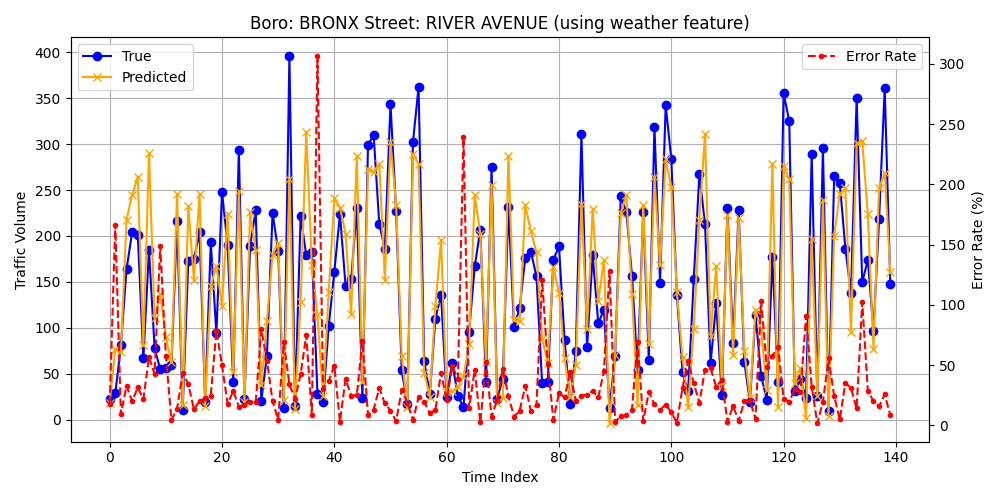 Boro: BRONX Street: RIVER AVENUE (using weather feature)
True
Predicted
Error Rate
Traffic Volume
400
350
300
250
200
150
100
50
0
300
250
200
150
100
50
0
Error Rate (%)
0 20 40 60 80 100 120 140
Time Index